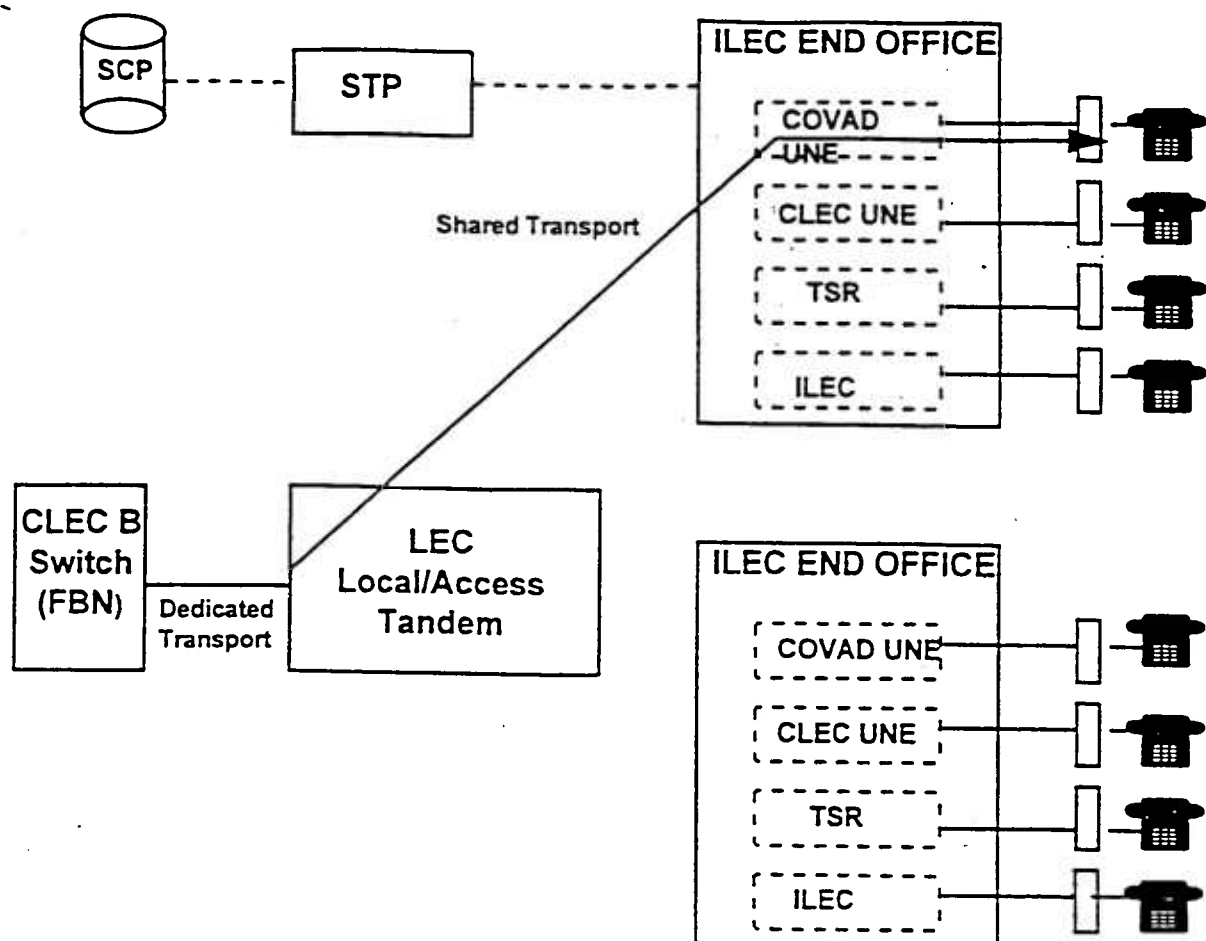 SCP
STP
ILEC END OFFICE
COVAD
UNE
CLEC UNE
TSR
ILEC
Shared Transport
CLEC B
Switch
(FBN)
Dedicated
Transport
LEC
Local/Access
Tandem
ILEC END OFFICE
COVAD UNE
CLEC UNE
TSR
ILEC